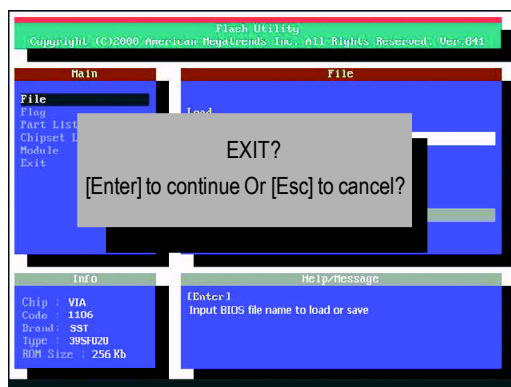 Flash Utility
Copyright (C)2000 American Megatrends Inc. All Rights Reserved. Ver.841
Main
File
Flag
Part List
Chipset L
Module
Exit
File
Load
EXIT?
[Enter] to continue Or [Esc] to cancel?
Info
Chip : VIA
Code : 1106
Brand: SST
Type : 39SF020
ROM Size : 256 Kb
Help/Message
[Enter]
Input BIOS file name to load or save